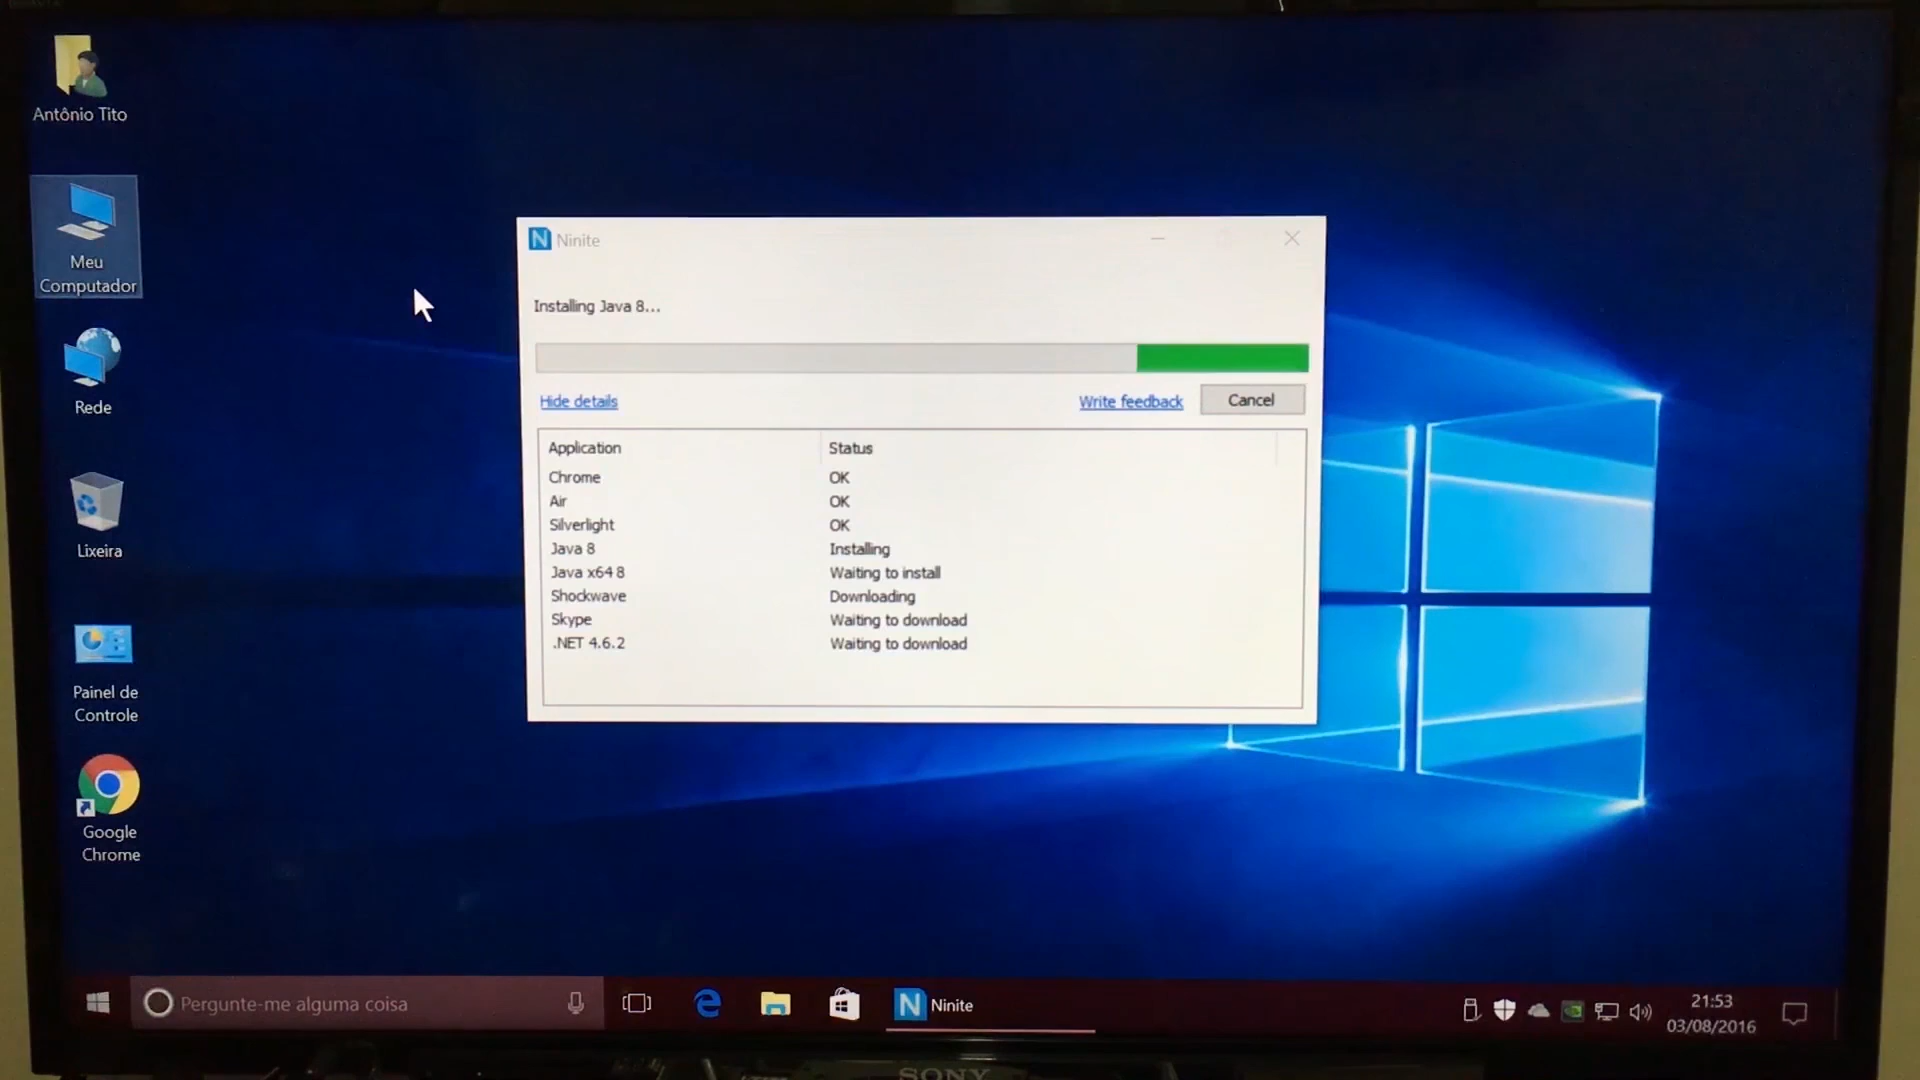 Antônio Tito
Meu
Computador
Rede
Lixeira
Painel de
Controle
Google
Chrome
Ninite
Installing Java 8...
Hide details
Write feedback
Cancel
Application Status
Chrome OK
Air OK
Silverlight OK
Java 8 Installing
Java x64 8 Waiting to install
Shockwave Downloading
Skype Waiting to download
.NET 4.6.2 Waiting to download
Pergunte-me alguma coisa
Ninite
21:53
03/08/2016
SONY